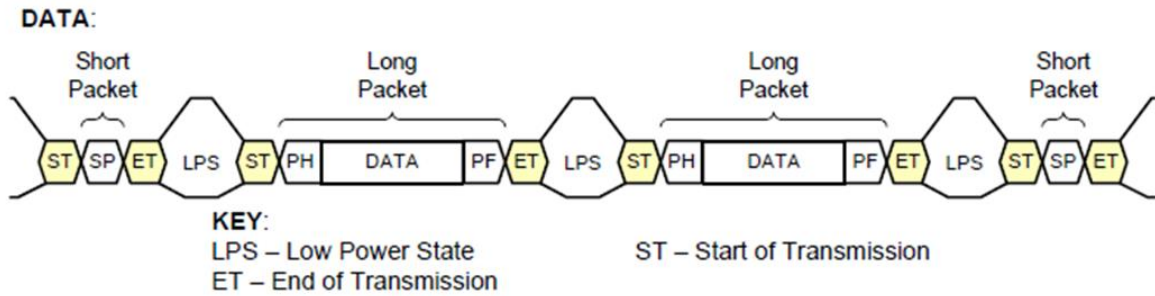 DATA:
Short Packet
Long Packet
Long Packet
Short Packet
ST SP ET LPS ST PH DATA PF ET LPS ST PH DATA PF ET LPS ST SP ET
KEY:
LPS – Low Power State
ST – Start of Transmission
ET – End of Transmission